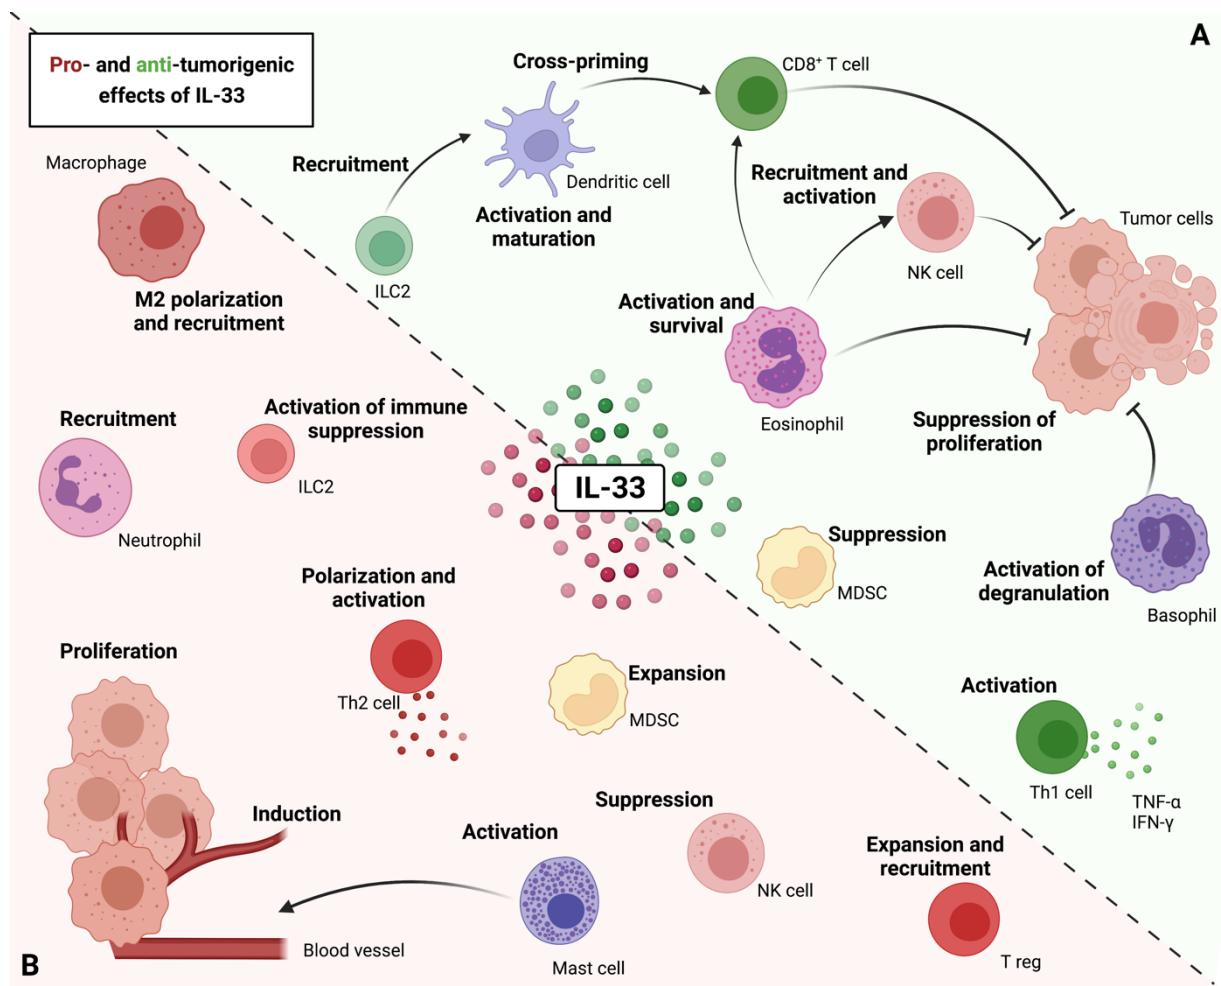 Pro- and anti-tumorigenic
effects of IL-33
A
Cross-priming
CD8⁺ T cell
Macrophage
Recruitment
Dendritic cell
Recruitment and
activation
Activation and
maturation
Tumor cells
NK cell
ILC2
M2 polarization
and recruitment
Activation and
survival
Eosinophil
Suppression of
proliferation
Activation of immune
suppression
Recruitment
ILC2
Neutrophil
IL-33
Suppression
MDSC
Activation of
degranulation
Basophil
Polarization and
activation
Th2 cell
Proliferation
Expansion
MDSC
Activation
Th1 cell
TNF-α
IFN-γ
Induction
Suppression
NK cell
Activation
Expansion and
recruitment
Blood vessel
Mast cell
T reg
B